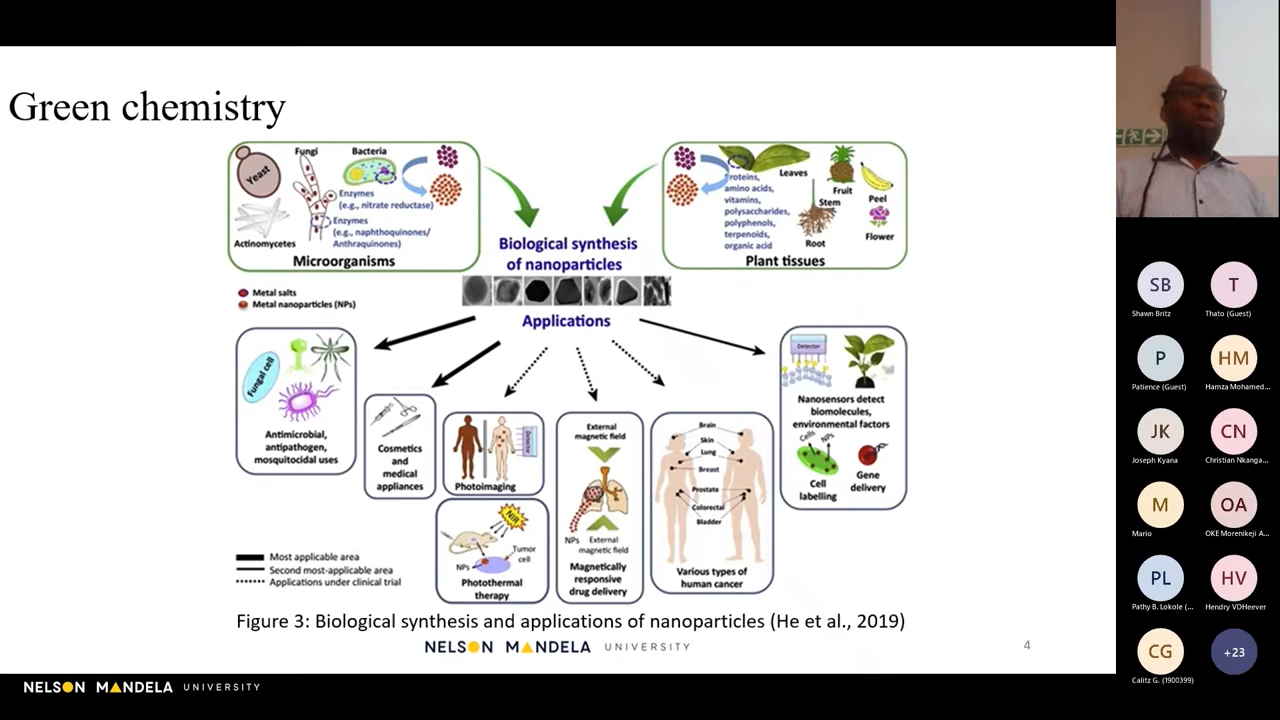 Green chemistry
Yeast
Fungi
Bacteria
Enzymes
(e.g., nitrate reductase)
Enzymes
(e.g., naphthoquinones/
Anthraquinones)
Actinomycetes
Microorganisms
Proteins,
amino acids,
vitamins,
polysaccharides,
polyphenols,
terpenoids,
organic acid
Leaves
Fruit
Stem
Peel
Root
Flower
Plant tissues
Biological synthesis
of nanoparticles
Metal salts
Metal nanoparticles (NPs)
Applications
Fungal cell
Antimicrobial,
antipathogen,
mosquitocidal uses
Cosmetics
and
medical
appliances
Detector
Photoimaging
NIR
Tumor
cell
NPs
Photothermal
therapy
External
magnetic field
NPs
External
magnetic field
Magnetically
responsive
drug delivery
Brain
Skin
Lung
Breast
Prostate
Colorectal
Bladder
Various types of
human cancer
Detector
Nanosensors detect
biomolecules,
environmental factors
Cells
NPs
Cell
labelling
Gene
delivery
Most applicable area
Second most-applicable area
Applications under clinical trial
Figure 3: Biological synthesis and applications of nanoparticles (He et al., 2019)
NELSON MANDELA UNIVERSITY
4
NELSON MANDELA UNIVERSITY
SB
Shawn Britz
T
Thato (Guest)
P
Patience (Guest)
HM
Hamza Mohamed...
JK
Joseph Kyana
CN
Christian Nkanga...
M
Mario
OA
OKE Morenikeji A...
PL
Pathy B. Lokole (...
HV
Hendry VDHeever
CG
Calitz G. (1900399)
+23